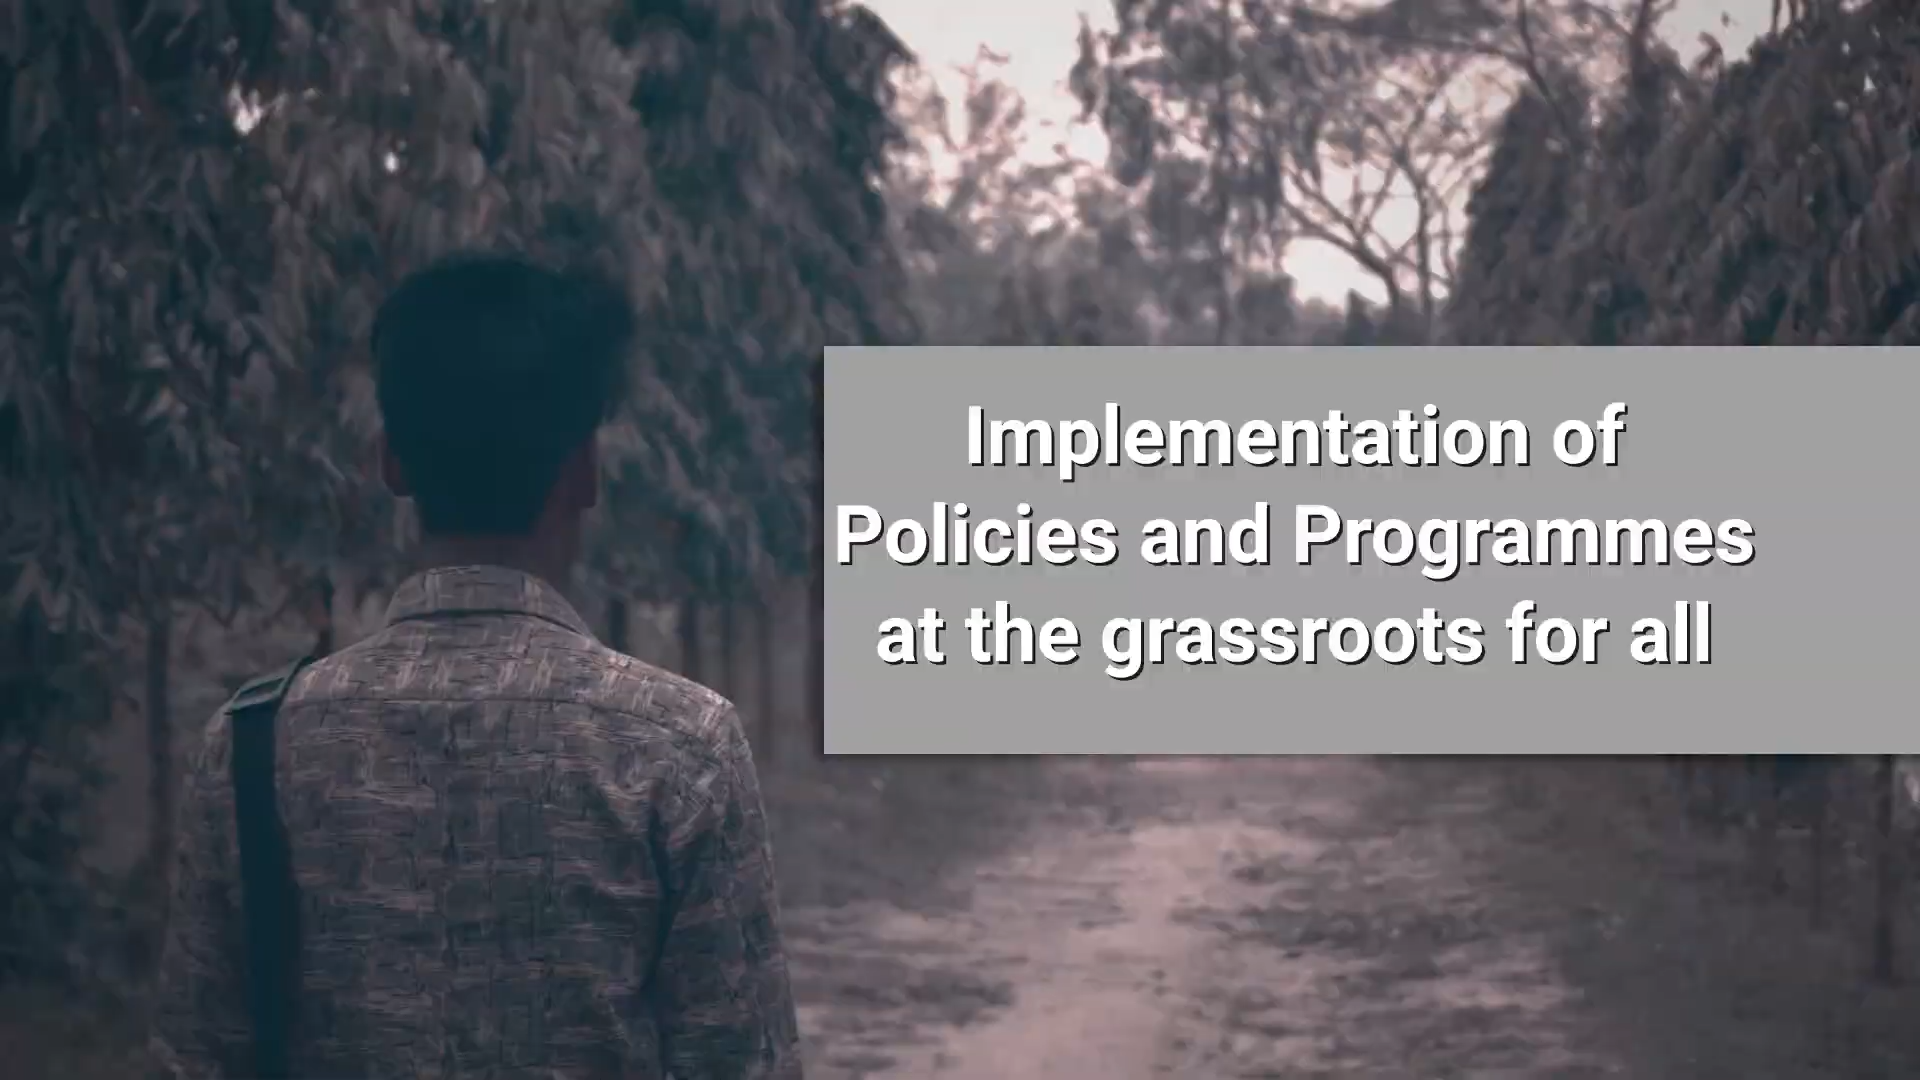 Implementation of
Policies and Programmes
at the grassroots for all